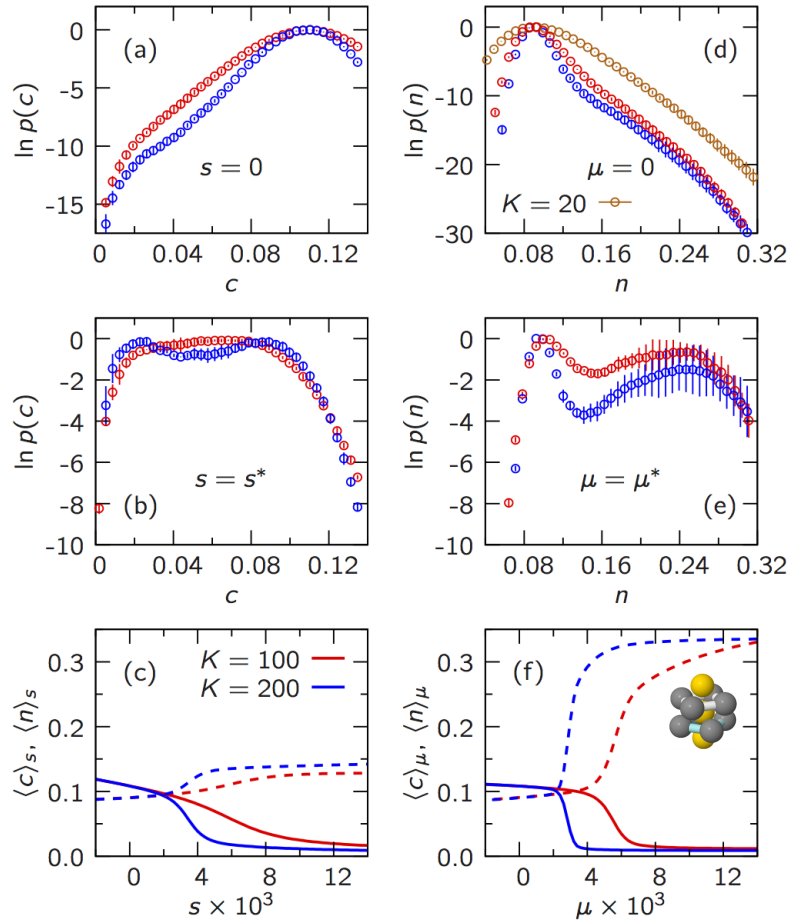 (a)
ln p(c)
0
-5
-10
-15
s = 0
0 0.04 0.08 0.12
c
(d)
ln p(n)
0
-10
-20
-30
μ = 0
K = 20
0.08 0.16 0.24 0.32
n
ln p(c)
0
-2
-4
-6
-8
-10
(b)
s = s*
0 0.04 0.08 0.12
c
ln p(n)
0
-2
-4
-6
-8
-10
μ = μ*
(e)
0.08 0.16 0.24 0.32
n
⟨c⟩s, ⟨n⟩s
0.3
0.2
0.1
0.0
(c)
K = 100
K = 200
0 4 8 12
s × 10³
⟨c⟩μ, ⟨n⟩μ
0.3
0.2
0.1
0.0
(f)
0 4 8 12
μ × 10³